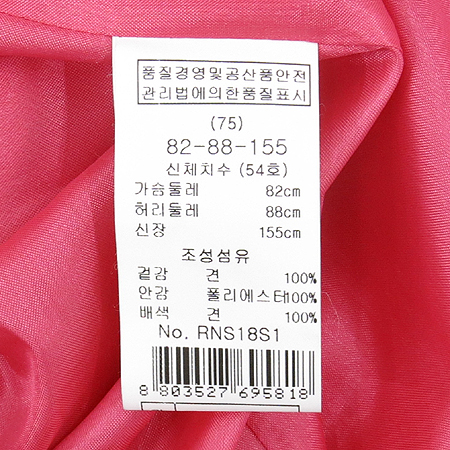 품질경영및공산품안전
관리법에의한품질표시
(75)
82-88-155
신체치수 (54호)
가슴둘레 82cm
허리둘레 88cm
신장 155cm
조성섬유
겉감 견 100%
안감 폴리에스터100%
배색 견 100%
No. RNS18S1
8 803527 695818